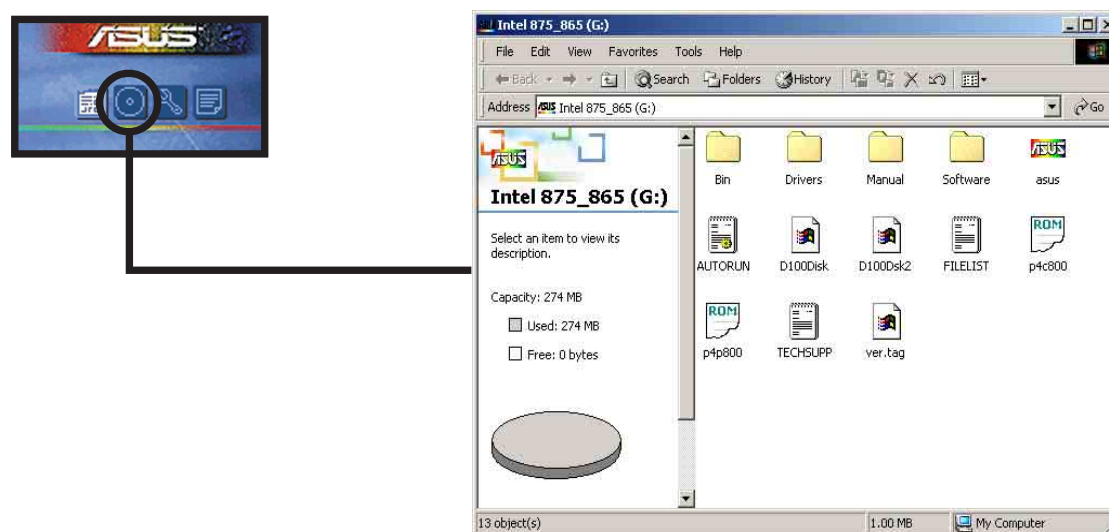 ASUS
Intel 875_865 (G:)
File Edit View Favorites Tools Help
Back Search Folders History
Address Intel 875_865 (G:) Go
ASUS
Intel 875_865 (G:)
Select an item to view its
description.
Capacity: 274 MB
Used: 274 MB
Free: 0 bytes
Bin Drivers Manual Software asus
AUTORUN D100Disk D100Dsk2 FILELIST p4c800
p4p800 TECHSUPP ver.tag
13 object(s) 1.00 MB My Computer